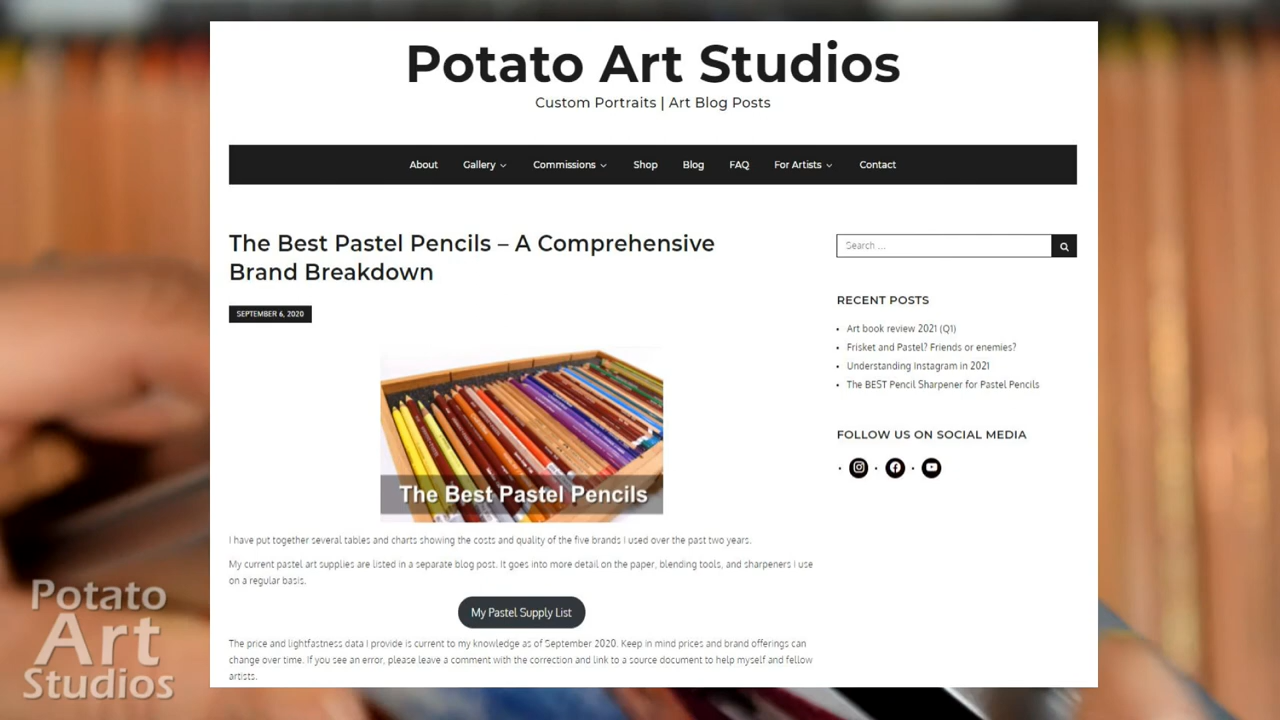 Potato Art Studios
Custom Portraits | Art Blog Posts
About Gallery Commissions Shop Blog FAQ For Artists Contact
The Best Pastel Pencils – A Comprehensive
Brand Breakdown
SEPTEMBER 6, 2020
The Best Pastel Pencils
I have put together several tables and charts showing the costs and quality of the five brands I used over the past two years.
My current pastel art supplies are listed in a separate blog post. It goes into more detail on the paper, blending tools, and sharpeners I use
on a regular basis.
My Pastel Supply List
The price and lightfastness data I provide is current to my knowledge as of September 2020. Keep in mind prices and brand offerings can
change over time. If you see an error, please leave a comment with the correction and link to a source document to help myself and fellow
artists.
Search ...
RECENT POSTS
Art book review 2021 (Q1)
Frisket and Pastel? Friends or enemies?
Understanding Instagram in 2021
The BEST Pencil Sharpener for Pastel Pencils
FOLLOW US ON SOCIAL MEDIA
Potato
Art
Studios